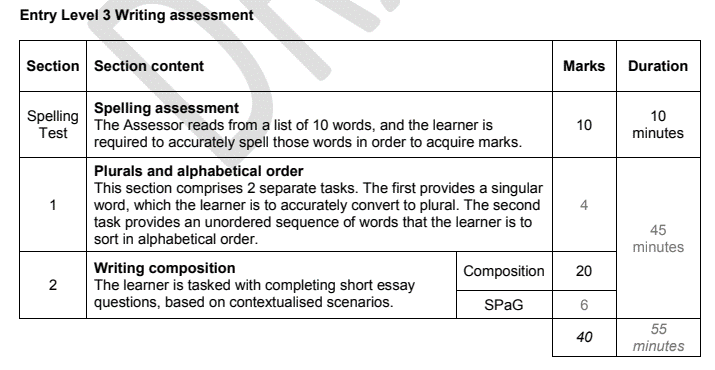 Entry Level 3 Writing assessment
Section Section content Marks Duration
Spelling Test
Spelling assessment
The Assessor reads from a list of 10 words, and the learner is
required to accurately spell those words in order to acquire marks.
10
10 minutes
1
Plurals and alphabetical order
This section comprises 2 separate tasks. The first provides a singular
word, which the learner is to accurately convert to plural. The second
task provides an unordered sequence of words that the learner is to
sort in alphabetical order.
4
45 minutes
2
Writing composition
The learner is tasked with completing short essay
questions, based on contextualised scenarios.
Composition 20
SPaG 6
40
55 minutes